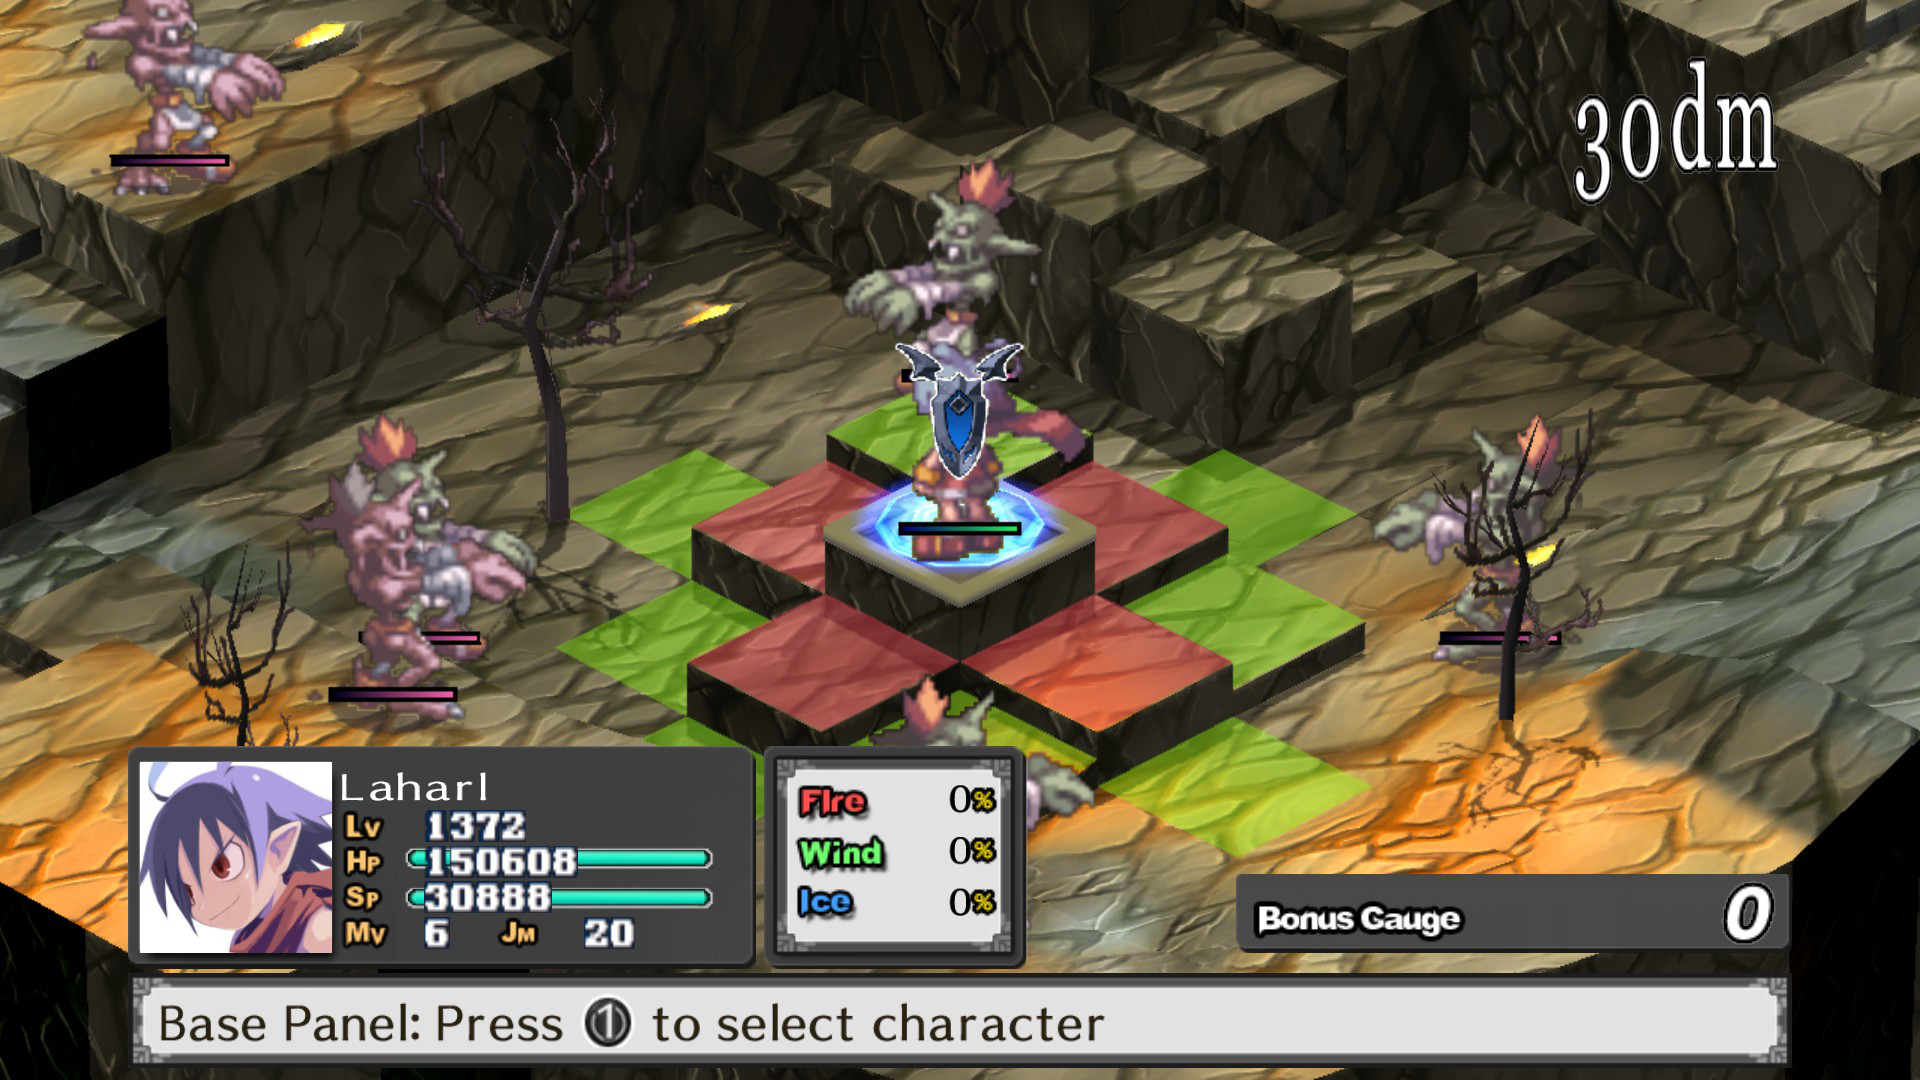 30dm
Laharl
Lv 1372
Hp 150608
Sp 30888
Mv 6 Jm 20
Fire 0%
Wind 0%
Ice 0%
Bonus Gauge 0
Base Panel: Press 1 to select character